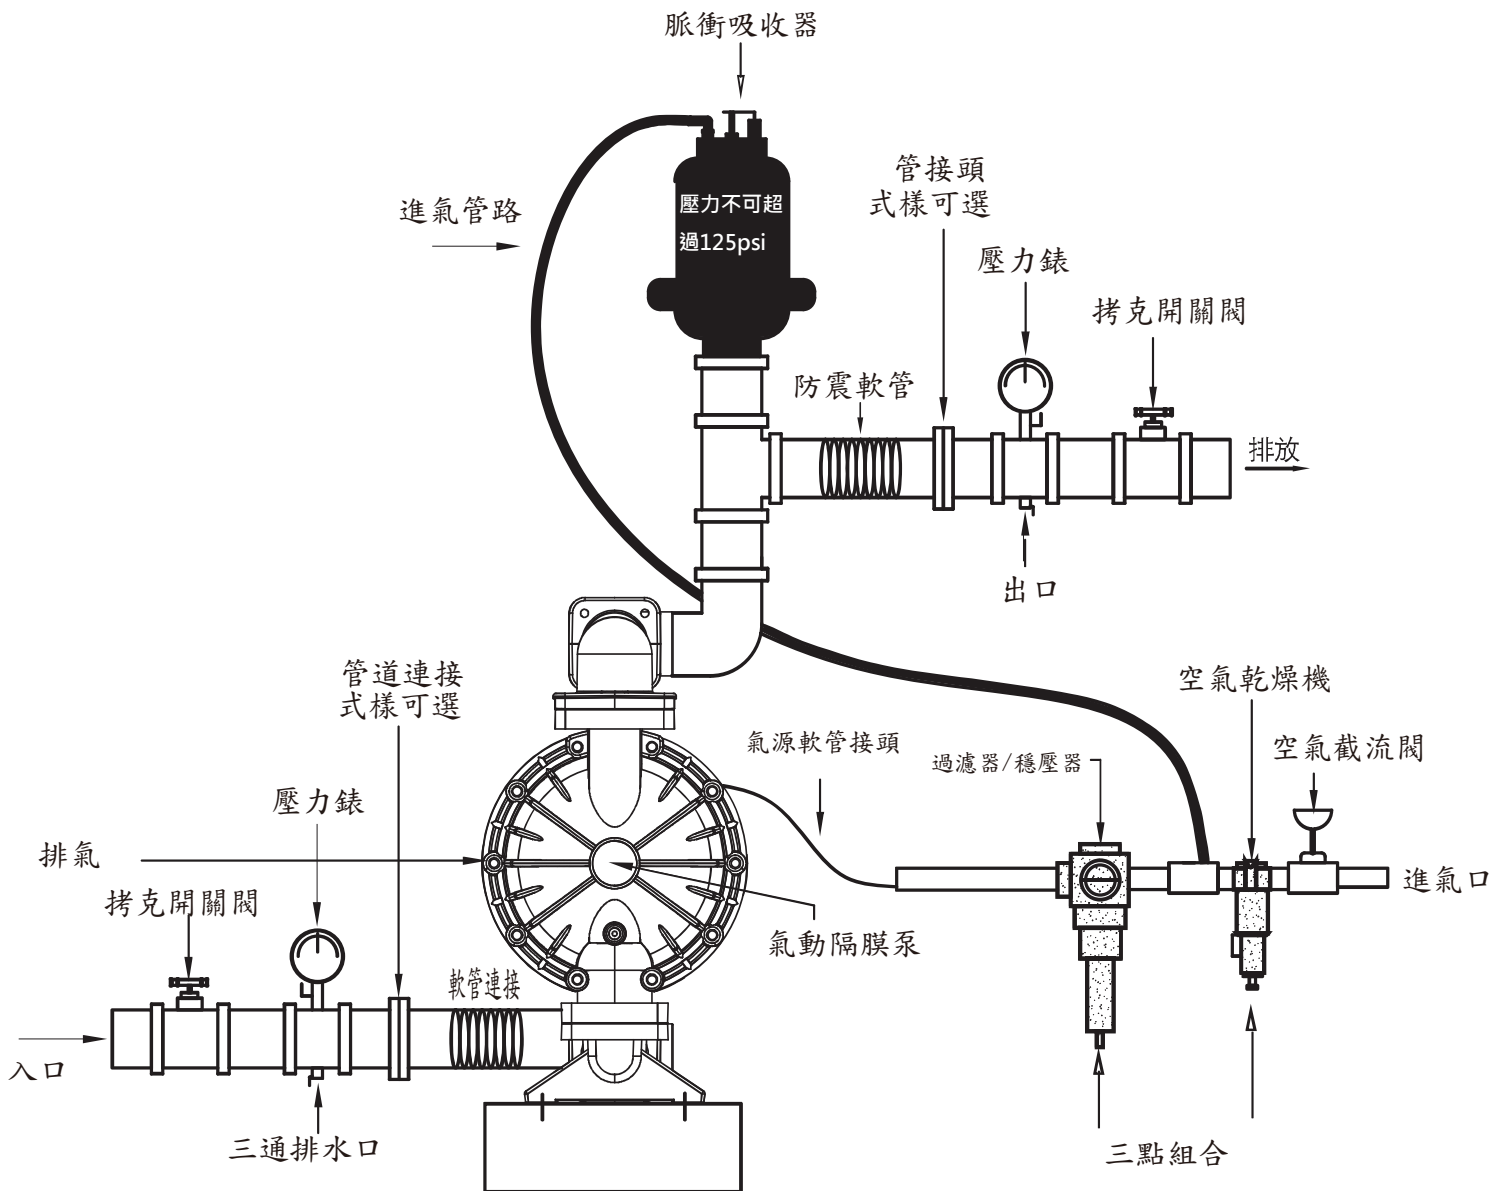 脈衝吸收器
管接頭
式樣可選
進氣管路
壓力不可超
過125psi
壓力錶
拷克開關閥
防震軟管
排放
出口
管道連接
式樣可選
空氣乾燥機
氣源軟管接頭
過濾器/穩壓器
空氣截流閥
壓力錶
排氣
進氣口
拷克開關閥
氣動隔膜泵
軟管連接
入口
三通排水口
三點組合